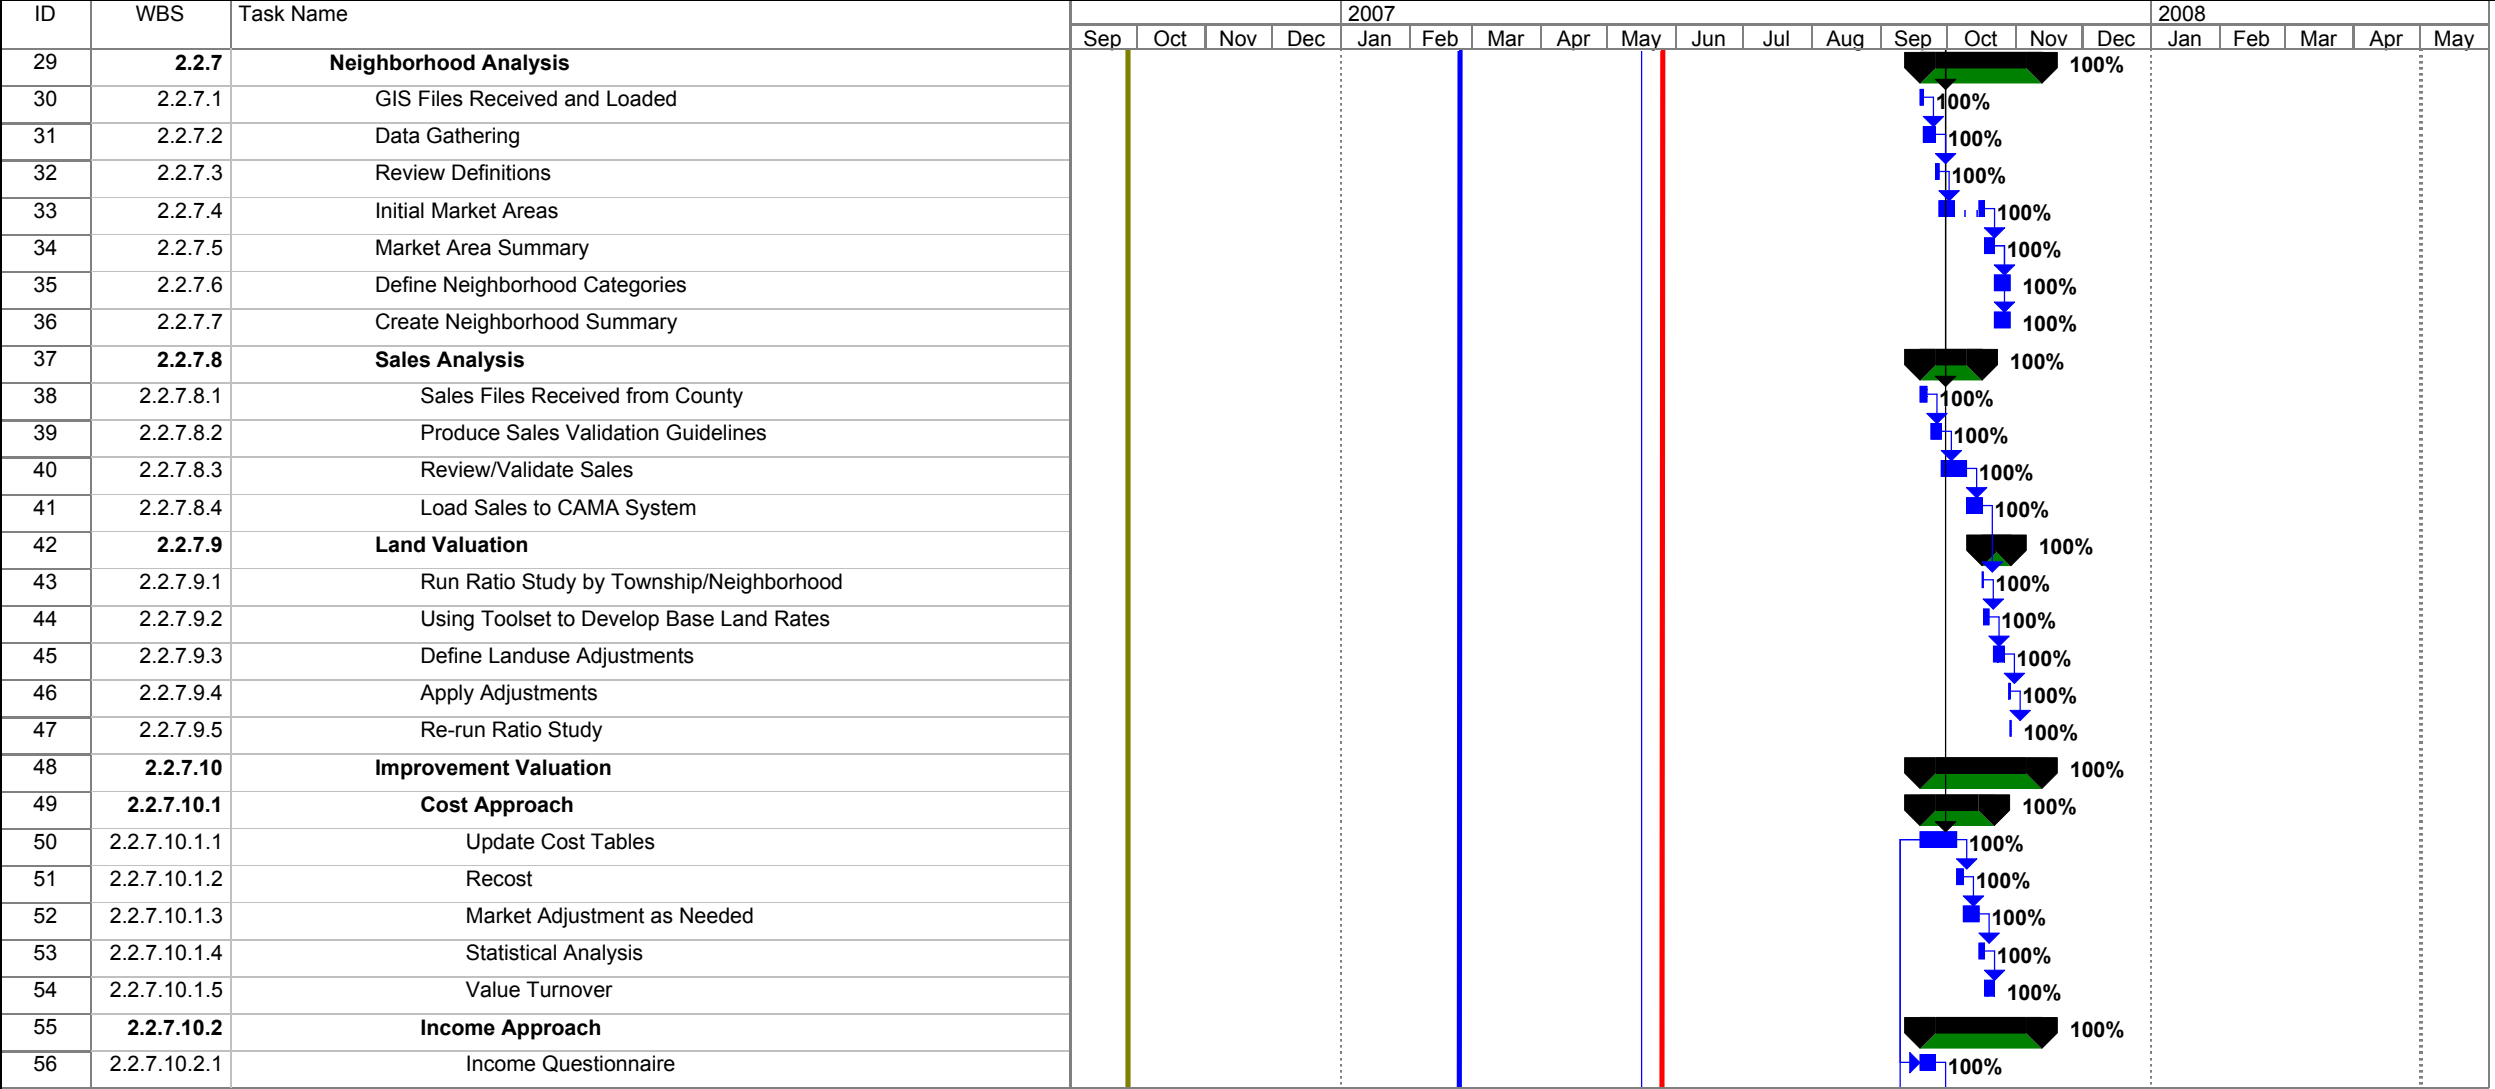 ID WBS Task Name 2007 2008
Sep Oct Nov Dec Jan Feb Mar Apr May Jun Jul Aug Sep Oct Nov Dec Jan Feb Mar Apr May
29 2.2.7 Neighborhood Analysis 100%
30 2.2.7.1 GIS Files Received and Loaded 100%
31 2.2.7.2 Data Gathering 100%
32 2.2.7.3 Review Definitions 100%
33 2.2.7.4 Initial Market Areas 100%
34 2.2.7.5 Market Area Summary 100%
35 2.2.7.6 Define Neighborhood Categories 100%
36 2.2.7.7 Create Neighborhood Summary 100%
37 2.2.7.8 Sales Analysis 100%
38 2.2.7.8.1 Sales Files Received from County 100%
39 2.2.7.8.2 Produce Sales Validation Guidelines 100%
40 2.2.7.8.3 Review/Validate Sales 100%
41 2.2.7.8.4 Load Sales to CAMA System 100%
42 2.2.7.9 Land Valuation 100%
43 2.2.7.9.1 Run Ratio Study by Township/Neighborhood 100%
44 2.2.7.9.2 Using Toolset to Develop Base Land Rates 100%
45 2.2.7.9.3 Define Landuse Adjustments 100%
46 2.2.7.9.4 Apply Adjustments 100%
47 2.2.7.9.5 Re-run Ratio Study 100%
48 2.2.7.10 Improvement Valuation 100%
49 2.2.7.10.1 Cost Approach 100%
50 2.2.7.10.1.1 Update Cost Tables 100%
51 2.2.7.10.1.2 Recost 100%
52 2.2.7.10.1.3 Market Adjustment as Needed 100%
53 2.2.7.10.1.4 Statistical Analysis 100%
54 2.2.7.10.1.5 Value Turnover 100%
55 2.2.7.10.2 Income Approach 100%
56 2.2.7.10.2.1 Income Questionnaire 100%